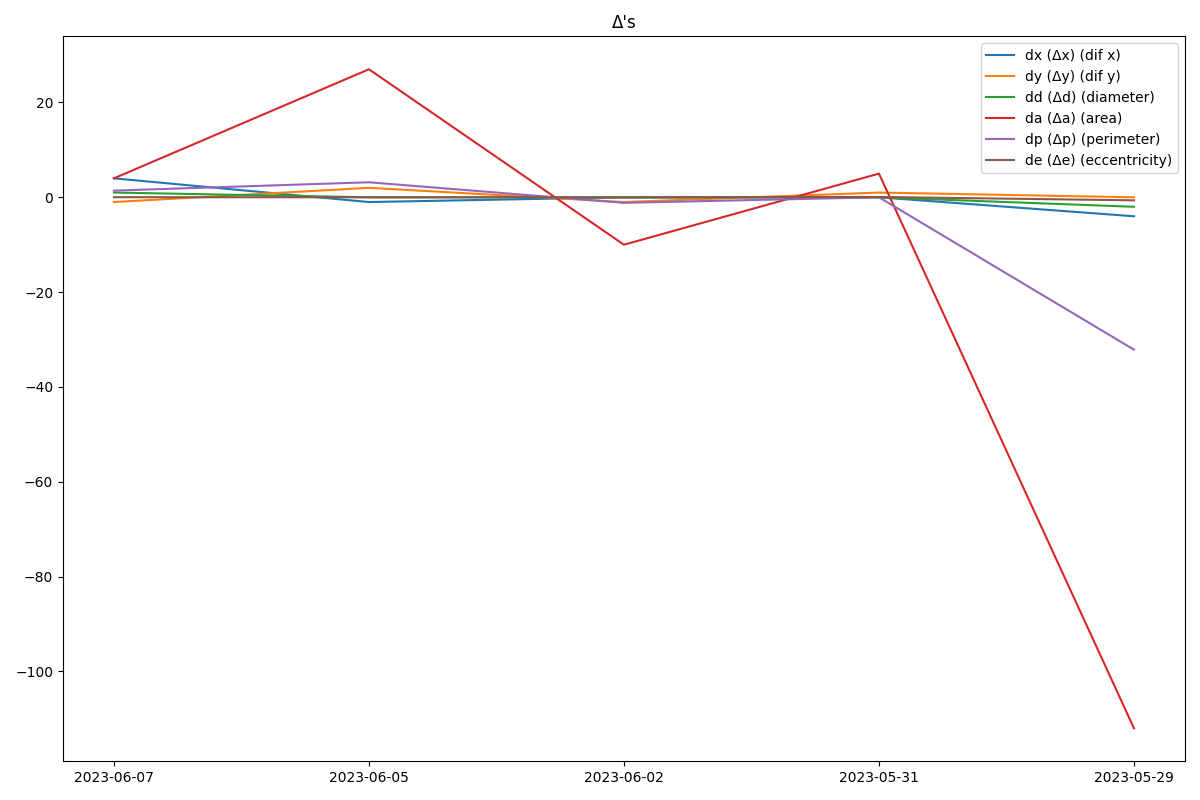 Δ's
dx (Δx) (dif x)
dy (Δy) (dif y)
dd (Δd) (diameter)
da (Δa) (area)
dp (Δp) (perimeter)
de (Δe) (eccentricity)
20
0
−20
−40
−60
−80
−100
2023-06-07 2023-06-05 2023-06-02 2023-05-31 2023-05-29